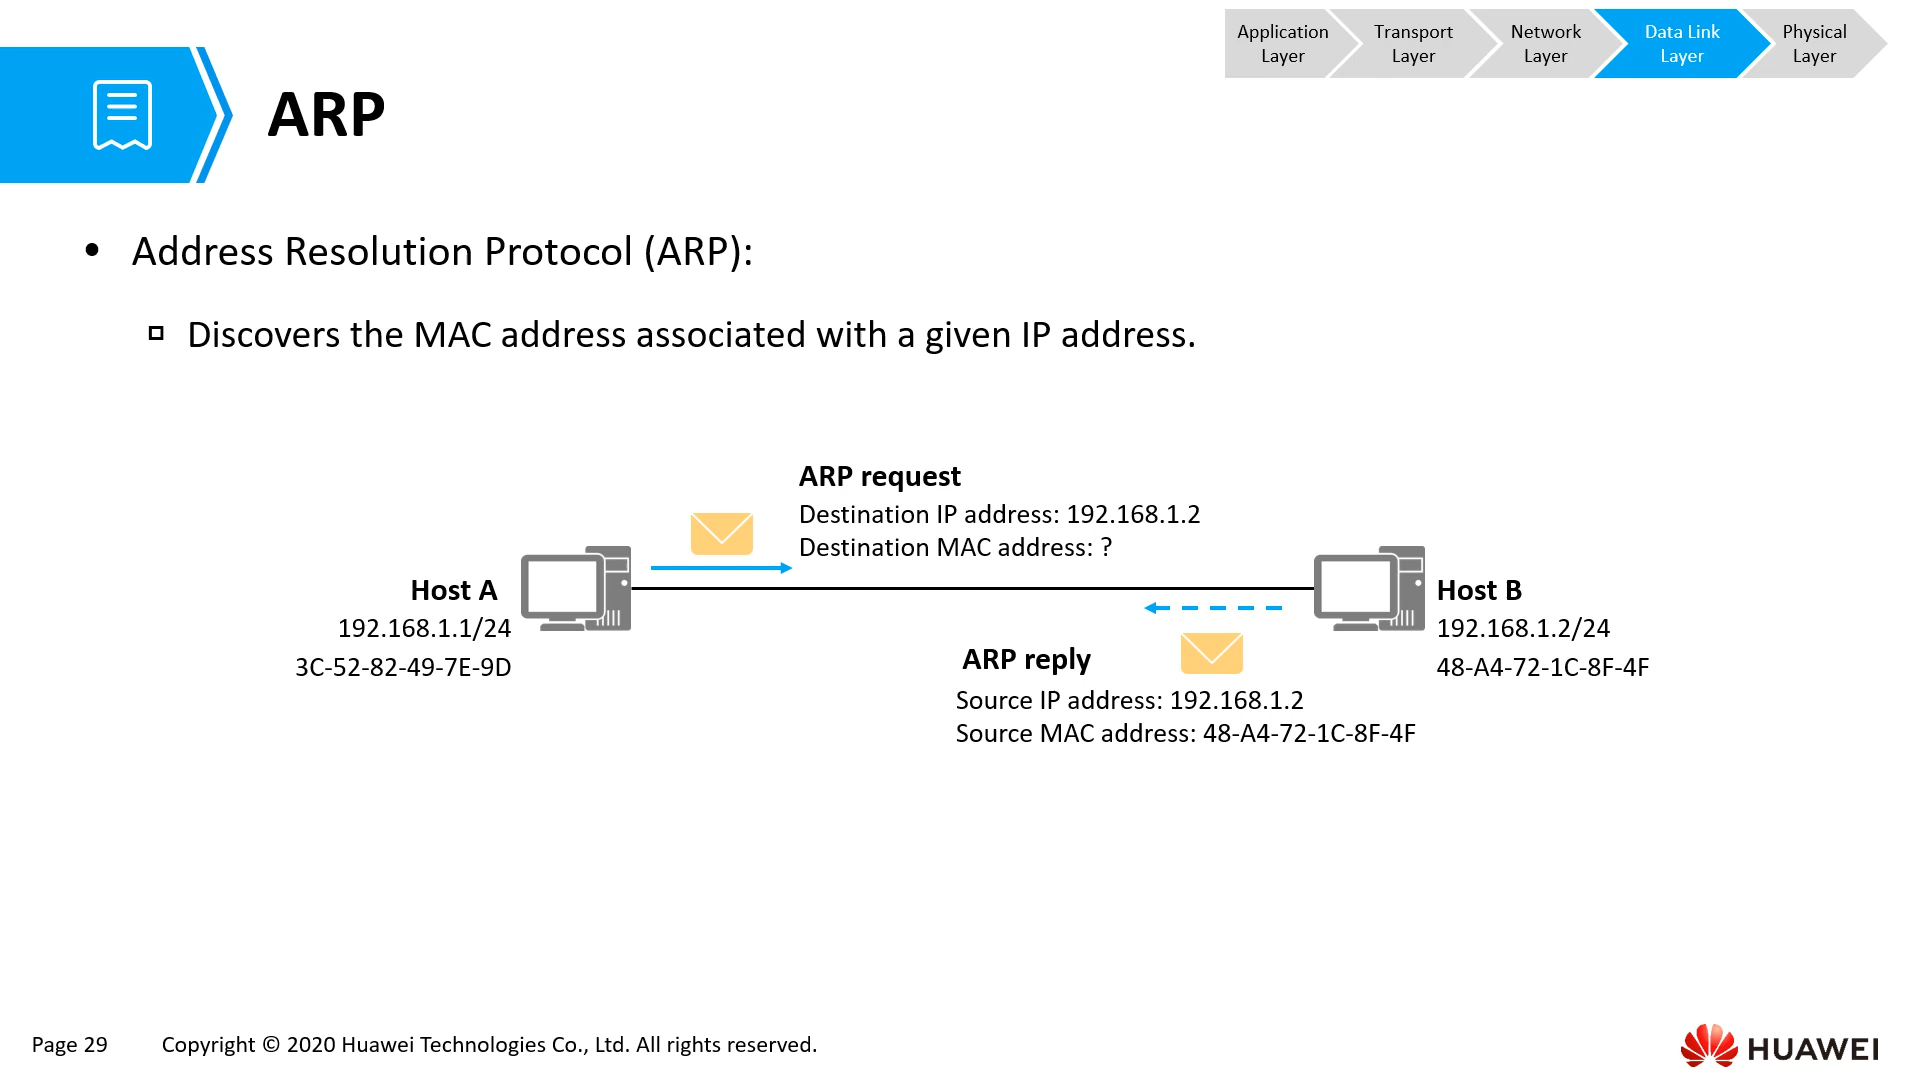 Application Layer
Transport Layer
Network Layer
Data Link Layer
Physical Layer
ARP
• Address Resolution Protocol (ARP):
▫ Discovers the MAC address associated with a given IP address.
ARP request
Destination IP address: 192.168.1.2
Destination MAC address: ?
Host A
192.168.1.1/24
3C-52-82-49-7E-9D
Host B
192.168.1.2/24
48-A4-72-1C-8F-4F
ARP reply
Source IP address: 192.168.1.2
Source MAC address: 48-A4-72-1C-8F-4F
Page 29
Copyright © 2020 Huawei Technologies Co., Ltd. All rights reserved.
HUAWEI